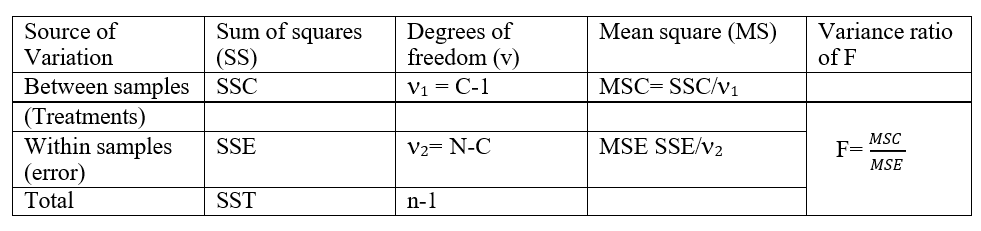 Source of Variation Sum of squares (SS) Degrees of freedom (v) Mean square (MS) Variance ratio of F
Between samples SSC ν₁ = C-1 MSC= SSC/ν₁
(Treatments)
Within samples (error) SSE ν₂= N-C MSE SSE/ν₂ F= MSC/MSE
Total SST n-1